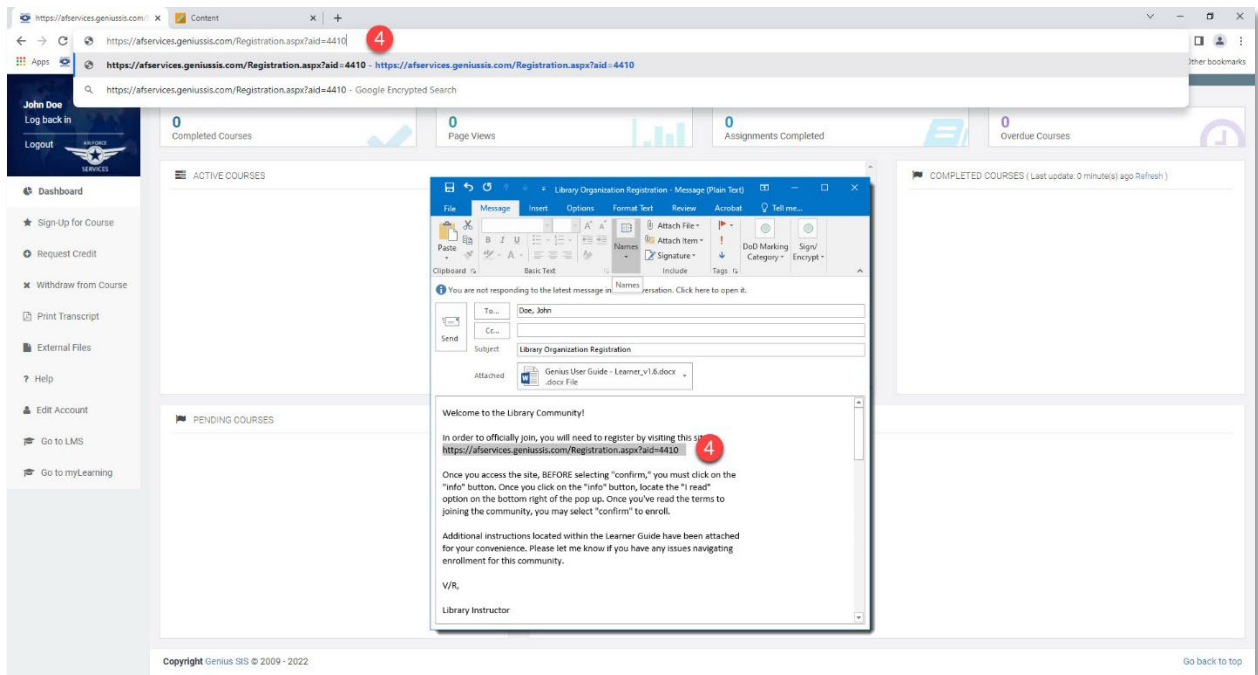 https://afservices.geniussis.com/
Content
https://afservices.geniussis.com/Registration.aspx?aid=4410
4
Apps
https://afservices.geniussis.com/Registration.aspx?aid=4410 - https://afservices.geniussis.com/Registration.aspx?aid=4410
Other bookmarks
https://afservices.geniussis.com/Registration.aspx?aid=4410 - Google Encrypted Search
John Doe
Log back in
Logout
AIR FORCE
SERVICES
0
Completed Courses
0
Page Views
0
Assignments Completed
0
Overdue Courses
ACTIVE COURSES
COMPLETED COURSES ( Last update: 0 minute(s) ago Refresh )
Dashboard
Sign-Up for Course
Request Credit
Withdraw from Course
Print Transcript
External Files
? Help
Edit Account
Go to LMS
Go to myLearning
PENDING COURSES
Library Organization Registration - Message (Plain Text)
File Message Insert Options Format Text Review Acrobat Tell me...
Paste
B I U
Names
Attach File
Attach Item
Signature
DoD Marking Category
Sign/ Encrypt
Clipboard Basic Text Include Tags
Names
You are not responding to the latest message in conversation. Click here to open it.
Send
To... Doe, John
Cc...
Subject Library Organization Registration
Attached Genius User Guide - Learner_v1.6.docx
.docx File
Welcome to the Library Community!
In order to officially join, you will need to register by visiting this
https://afservices.geniussis.com/Registration.aspx?aid=4410
4
Once you access the site, BEFORE selecting "confirm," you must click on the
"info" button. Once you click on the "info" button, locate the "I read"
option on the bottom right of the pop up. Once you've read the terms to
joining the community, you may select "confirm" to enroll.
Additional instructions located within the Learner Guide have been attached
for your convenience. Please let me know if you have any issues navigating
enrollment for this community.
V/R,
Library Instructor
Copyright Genius SIS © 2009 - 2022
Go back to top